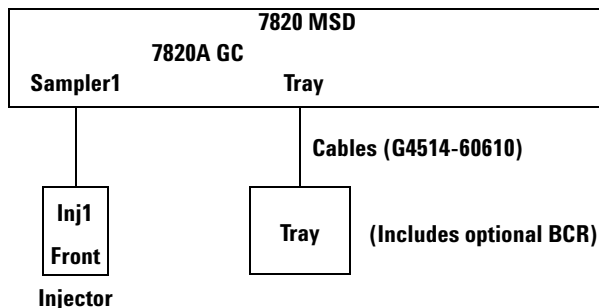 7820 MSD
7820A GC
Sampler1 Tray
Cables (G4514-60610)
Inj1
Front
Tray
(Includes optional BCR)
Injector